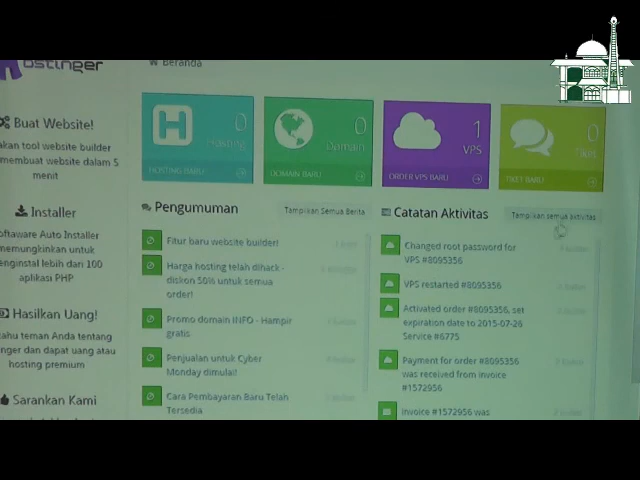 ostinger
Beranda
Buat Website!
akan tool website builder
membuat website dalam 5
menit
Installer
oftaware Auto Installer
memungkinkan untuk
enginstal lebih dari 100
aplikasi PHP
Hasilkan Uang!
tahu teman Anda tentang
nger dan dapat uang atau
hosting premium
Sarankan Kami
H
0
Hosting
HOSTING BARU
0
Domain
DOMAIN BARU
1
VPS
ORDER VPS BARU
0
Tiket
TIKET BARU
Pengumuman
Tampilkan Semua Berita
Fitur baru website builder!
Harga hosting telah dihack -
diskon 50% untuk semua
order!
Promo domain INFO - Hampir
gratis
Penjualan untuk Cyber
Monday dimulai!
Cara Pembayaran Baru Telah
Tersedia
Catatan Aktivitas
Tampilkan semua aktivitas
Changed root password for
VPS #8095356
VPS restarted #8095356
Activated order #8095356, set
expiration date to 2015-07-26
Service #6775
Payment for order #8095356
was received from invoice
#1572956
Invoice #1572956 was